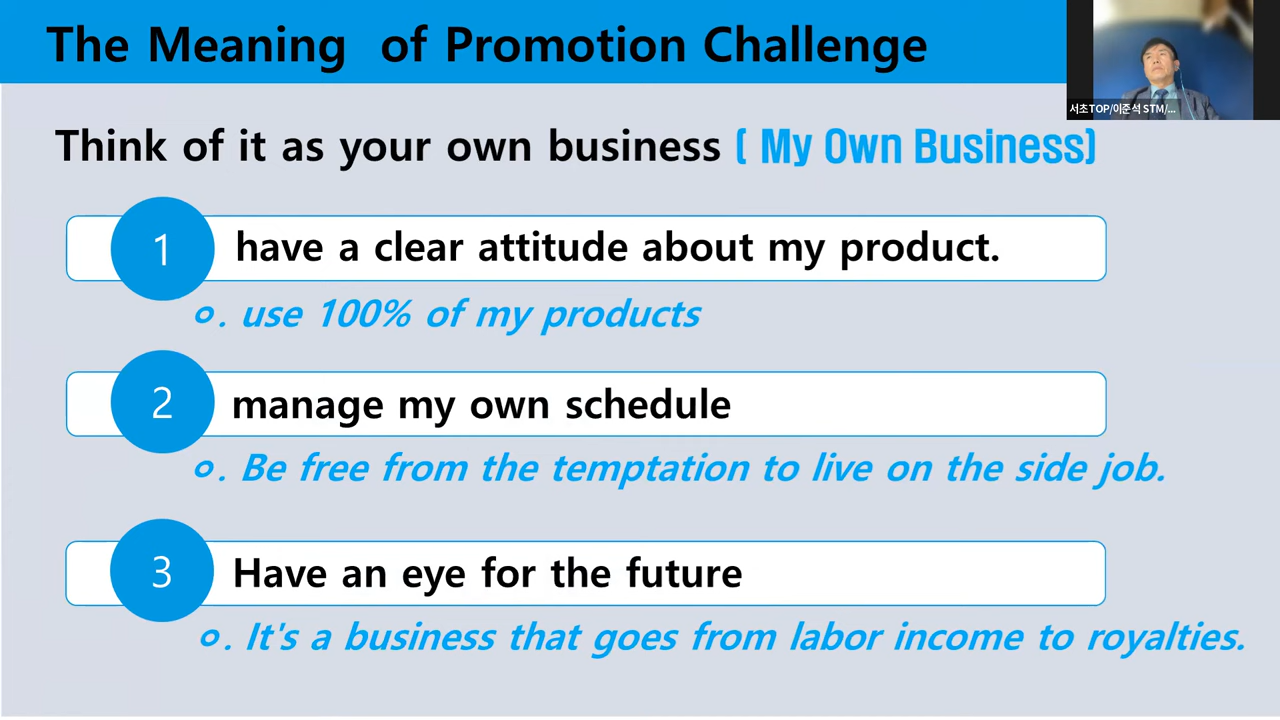 The Meaning of Promotion Challenge
서초TOP/이준석 STM/...
Think of it as your own business ( My Own Business)
1 have a clear attitude about my product.
ㅇ. use 100% of my products
2 manage my own schedule
ㅇ. Be free from the temptation to live on the side job.
3 Have an eye for the future
ㅇ. It's a business that goes from labor income to royalties.